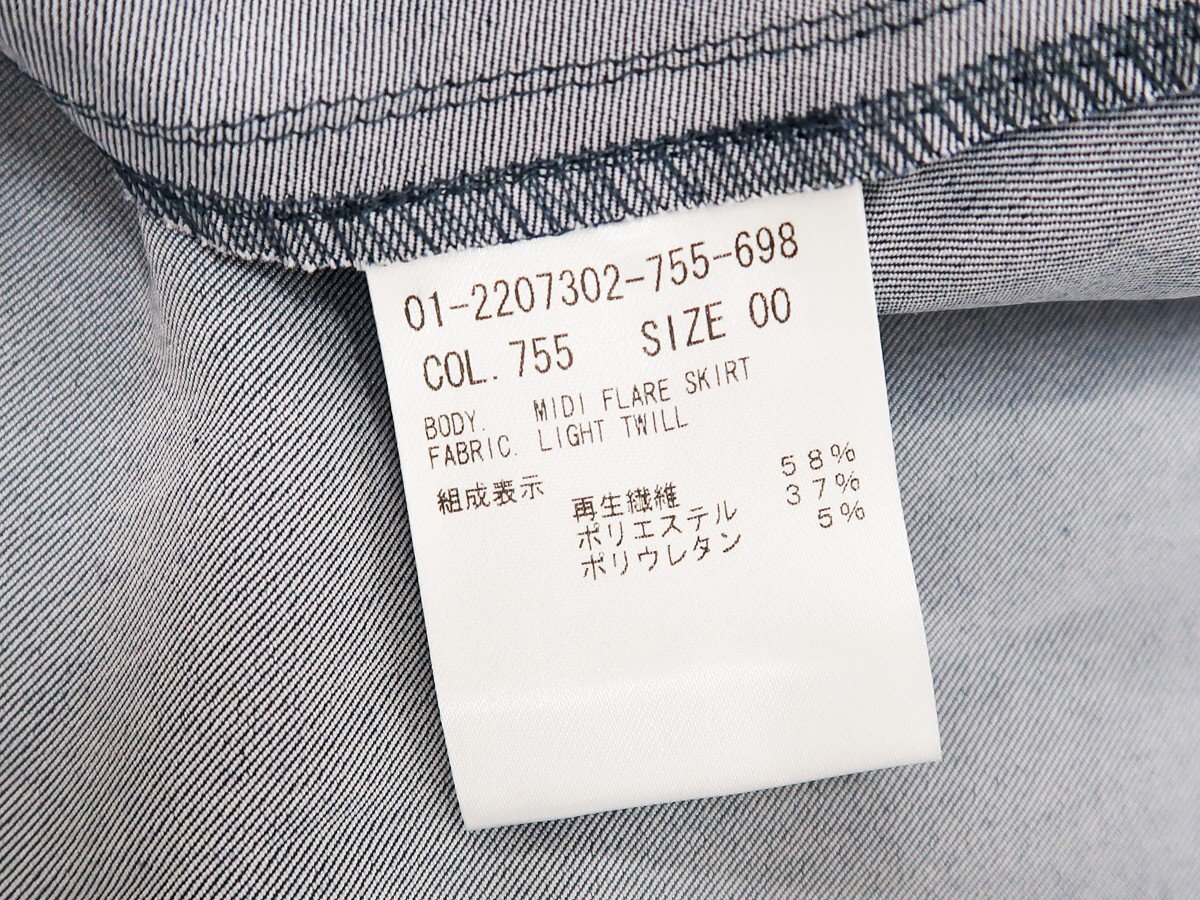 01-2207302-755-698
COL.755 SIZE 00
BODY. MIDI FLARE SKIRT
FABRIC. LIGHT TWILL
組成表示 再生繊維 58%
ポリエステル 37%
ポリウレタン 5%